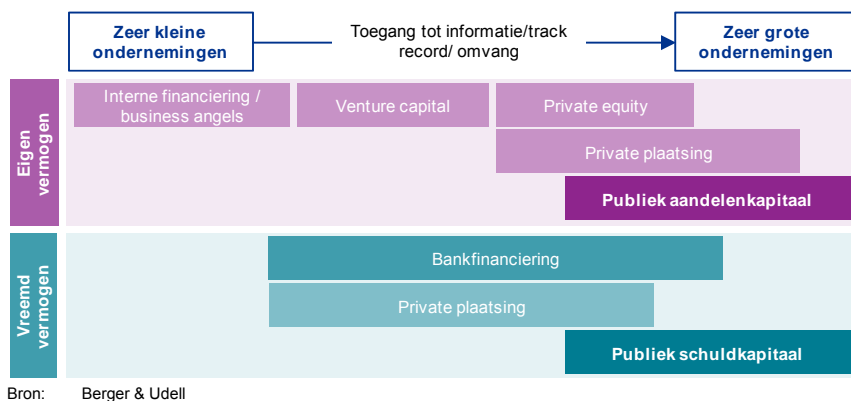 Zeer kleine
ondernemingen
Toegang tot informatie/track
record/ omvang
Zeer grote
ondernemingen
Eigen
vermogen
Interne financiering /
business angels
Venture capital
Private equity
Private plaatsing
Publiek aandelenkapitaal
Vreemd
vermogen
Bankfinanciering
Private plaatsing
Publiek schuldkapitaal
Bron: Berger & Udell